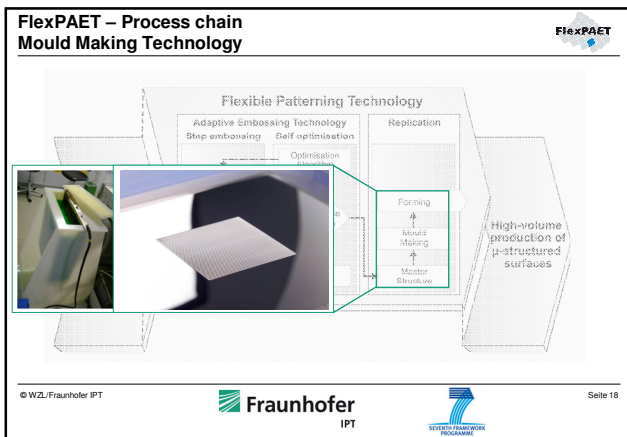 FlexPAET – Process chain
Mould Making Technology
FlexPAET
Flexible Patterning Technology
Adaptive Embossing Technology
Replication
Step embossing
Self optimisation
Optimisation
Forming
Mould
Making
Master
Structure
High-volume
production of
µ-structured
surfaces
© WZL/Fraunhofer IPT
Fraunhofer
IPT
SEVENTH FRAMEWORK
PROGRAMME
Seite 18